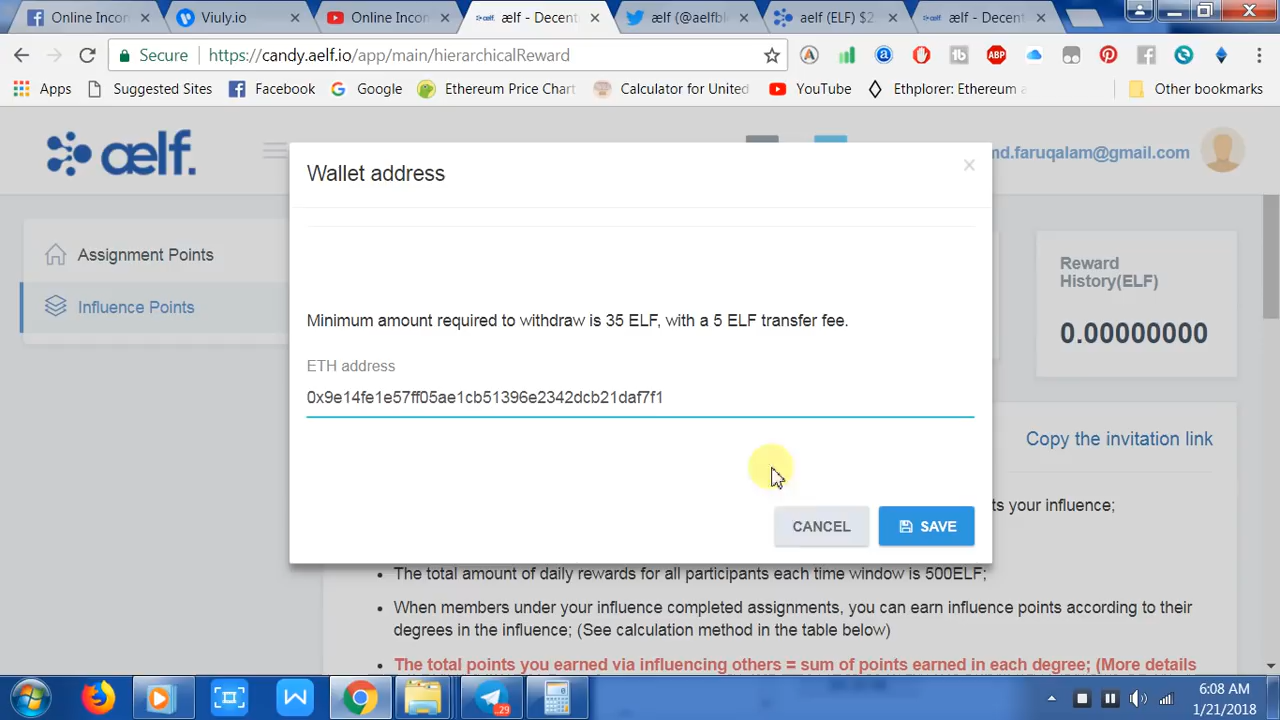 Online Incon
Viuly.io
Online Incon
ælf - Decent
ælf (@aelfbl
aelf (ELF) $2
ælf - Decent
Secure
https://candy.aelf.io/app/main/hierarchicalReward
Apps
Suggested Sites
Facebook
Google
Ethereum Price Chart
Calculator for United
YouTube
Ethplorer: Ethereum a
Other bookmarks
ælf.
md.faruqalam@gmail.com
Wallet address
Assignment Points
Influence Points
Reward
History(ELF)
0.00000000
Minimum amount required to withdraw is 35 ELF, with a 5 ELF transfer fee.
ETH address
0x9e14fe1e57ff05ae1cb51396e2342dcb21daf7f1
Copy the invitation link
CANCEL
SAVE
ts your influence;
The total amount of daily rewards for all participants each time window is 500ELF;
When members under your influence completed assignments, you can earn influence points according to their
degrees in the influence; (See calculation method in the table below)
The total points you earned via influencing others = sum of points earned in each degree; (More details
29
6:08 AM
1/21/2018